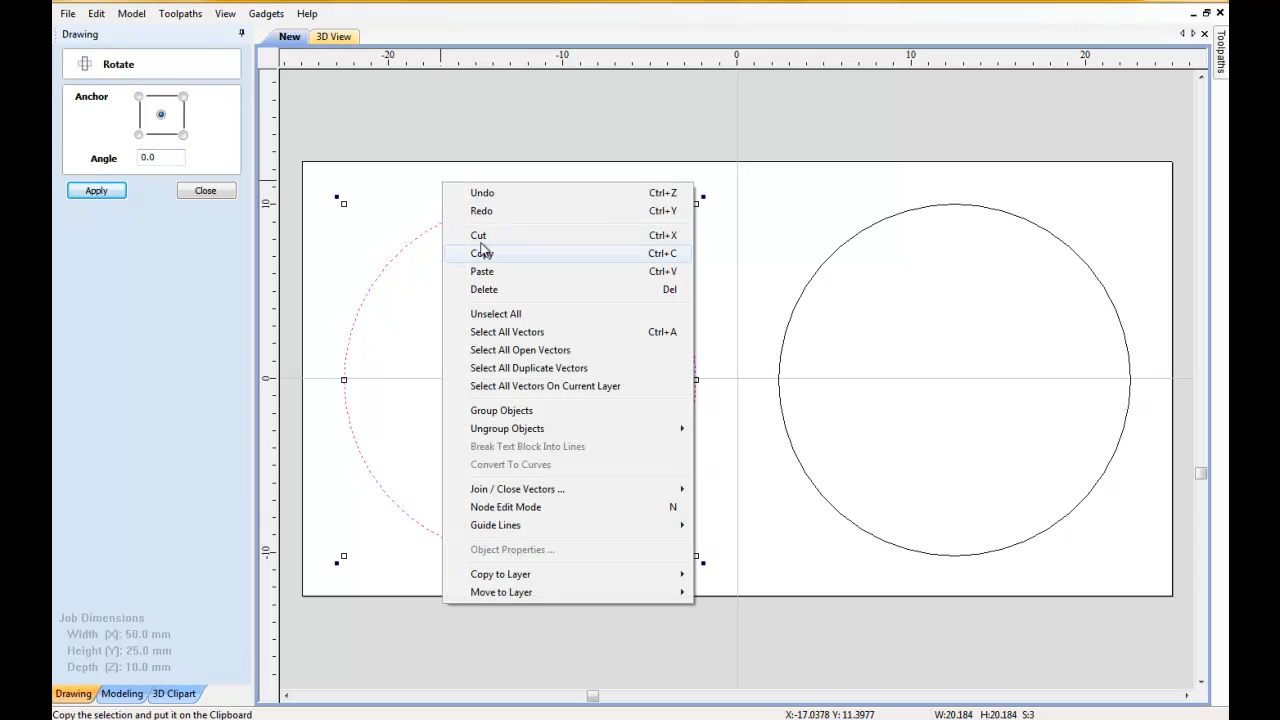 File Edit Model Toolpaths View Gadgets Help
Drawing
New 3D View
Toolpaths
-20 -10 0 10 20
Rotate
Anchor
Angle 0.0
Apply Close
10
0
-10
Undo Ctrl+Z
Redo Ctrl+Y
Cut Ctrl+X
Copy Ctrl+C
Paste Ctrl+V
Delete Del
Unselect All
Select All Vectors Ctrl+A
Select All Open Vectors
Select All Duplicate Vectors
Select All Vectors On Current Layer
Group Objects
Ungroup Objects
Break Text Block Into Lines
Convert To Curves
Join / Close Vectors ...
Node Edit Mode N
Guide Lines
Object Properties ...
Copy to Layer
Move to Layer
Job Dimensions
Width (X): 50.0 mm
Height (Y): 25.0 mm
Depth (Z): 10.0 mm
Drawing Modeling 3D Clipart
Copy the selection and put it on the Clipboard X:-17.0378 Y: 11.3977 W:20.184 H:20.184 S:3